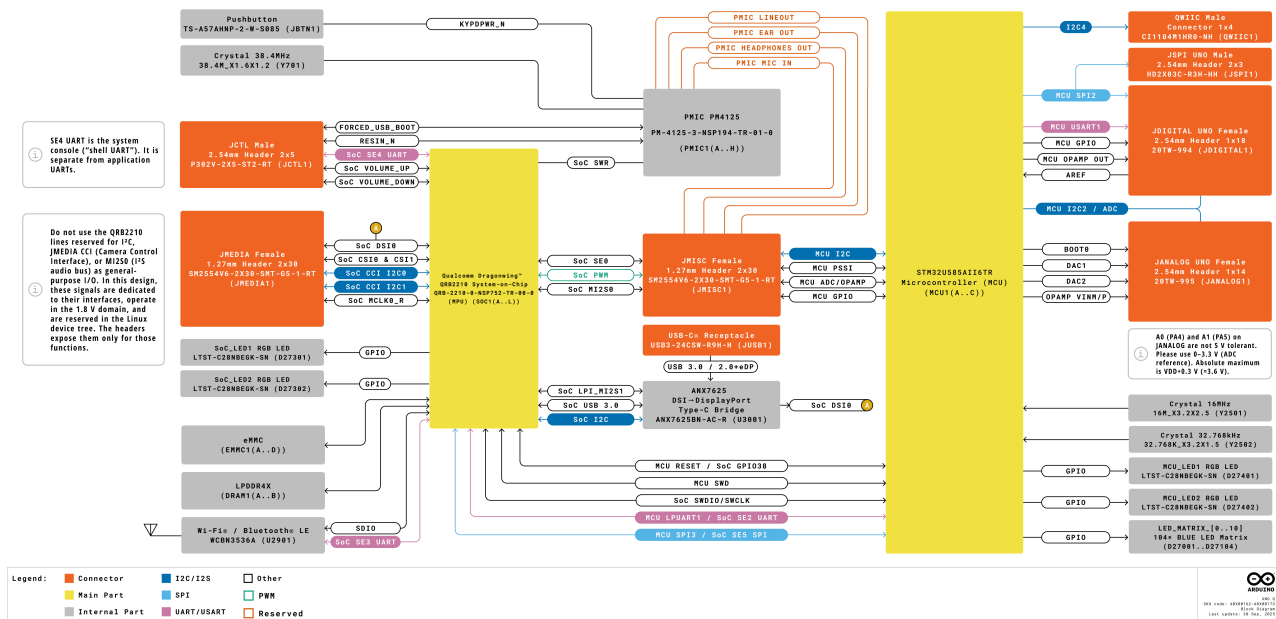 Pushbutton
TS-A57AHNP-2-W-S085 (JBTN1)
KYPDPWR_N
Crystal 38.4MHz
38.4M_X1.6X1.2 (Y701)
PMIC LINEOUT
PMIC EAR OUT
PMIC HEADPHONES OUT
PMIC MIC IN
I2C4
QWIIC Male
Connector 1x4
CI1104M1HR0-NH (QWIIC1)
JSPI UNO Male
2.54mm Header 2x3
HD2X03C-R3H-HH (JSPI1)
PMIC PM4125
PM-4125-3-NSP194-TR-01-0
(PMIC1(A..H))
MCU SPI2
MCU USART1
MCU GPIO
MCU OPAMP OUT
AREF
JDIGITAL UNO Female
2.54mm Header 1x18
20TW-994 (JDIGITAL1)
SE4 UART is the system
console ("shell UART"). It is
separate from application
UARTs.
JCTL Male
2.54mm Header 2x5
P302V-2X5-ST2-RT (JCTL1)
FORCED_USB_BOOT
RESIN_N
SoC SE4 UART
SoC VOLUME_UP
SoC VOLUME_DOWN
SoC SWR
MCU I2C2 / ADC
Do not use the QRB2210
lines reserved for I²C,
JMEDIA CCI (Camera Control
Interface), or MI2S0 (I²S
audio bus) as general-
purpose I/O. In this design,
these signals are dedicated
to their interfaces, operate
in the 1.8 V domain, and
are reserved in the Linux
device tree. The headers
expose them only for those
functions.
JMEDIA Female
1.27mm Header 2x30
SM2554V6-2X30-SMT-G5-1-RT
(JMEDIA1)
A
SoC DSI0
SoC CSI0 & CSI1
SoC CCI I2C0
SoC CCI I2C1
SoC MCLK0_R
Qualcomm Dragonwing™
QRB2210 System-on-Chip
QRB-2210-0-NSP752-TR-00-0
(MPU) (SOC1(A..L))
SoC SE0
SoC PWM
SoC MI2S0
JMISC Female
1.27mm Header 2x30
SM2554V6-2X30-SMT-G5-1-RT
(JMISC1)
MCU I2C
MCU PSSI
MCU ADC/OPAMP
MCU GPIO
STM32U585AII6TR
Microcontroller (MCU)
(MCU1(A..C))
BOOT0
DAC1
DAC2
OPAMP VINM/P
JANALOG UNO Female
2.54mm Header 1x14
20TW-995 (JANALOG1)
A0 (PA4) and A1 (PA5) on
JANALOG are not 5 V tolerant.
Please use 0–3.3 V (ADC
reference). Absolute maximum
is VDD+0.3 V (≈3.6 V).
USB-C® Receptacle
USB3-24CSW-R9H-H (JUSB1)
USB 3.0 / 2.0+eDP
SoC_LED1 RGB LED
LTST-C28NBEGK-SN (D27301)
GPIO
SoC_LED2 RGB LED
LTST-C28NBEGK-SN (D27302)
GPIO
SoC LPI_MI2S1
SoC USB 3.0
SoC I2C
ANX7625
DSI→DisplayPort
Type-C Bridge
ANX7625BN-AC-R (U3001)
SoC DSI0
A
Crystal 16MHz
16M_X3.2X2.5 (Y2501)
Crystal 32.768kHz
32.768K_X3.2X1.5 (Y2502)
eMMC
(EMMC1(A..D))
LPDDR4X
(DRAM1(A..B))
Wi-Fi® / Bluetooth® LE
WCBN3536A (U2901)
SDIO
SoC SE3 UART
MCU RESET / SoC GPIO38
MCU SWD
SoC SWDIO/SWCLK
MCU LPUART1 / SoC SE2 UART
MCU SPI3 / SoC SE5 SPI
GPIO
MCU_LED1 RGB LED
LTST-C28NBEGK-SN (D27401)
GPIO
MCU_LED2 RGB LED
LTST-C28NBEGK-SN (D27402)
GPIO
LED_MATRIX_[0..10]
104× BLUE LED Matrix
(D27001..D27104)
Legend:
Connector
Main Part
Internal Part
I2C/I2S
SPI
UART/USART
Other
PWM
Reserved
ARDUINO
UNO Q
SKU code: ABX00162-ABX00173
Block Diagram
Last update: 30 Sep, 2025